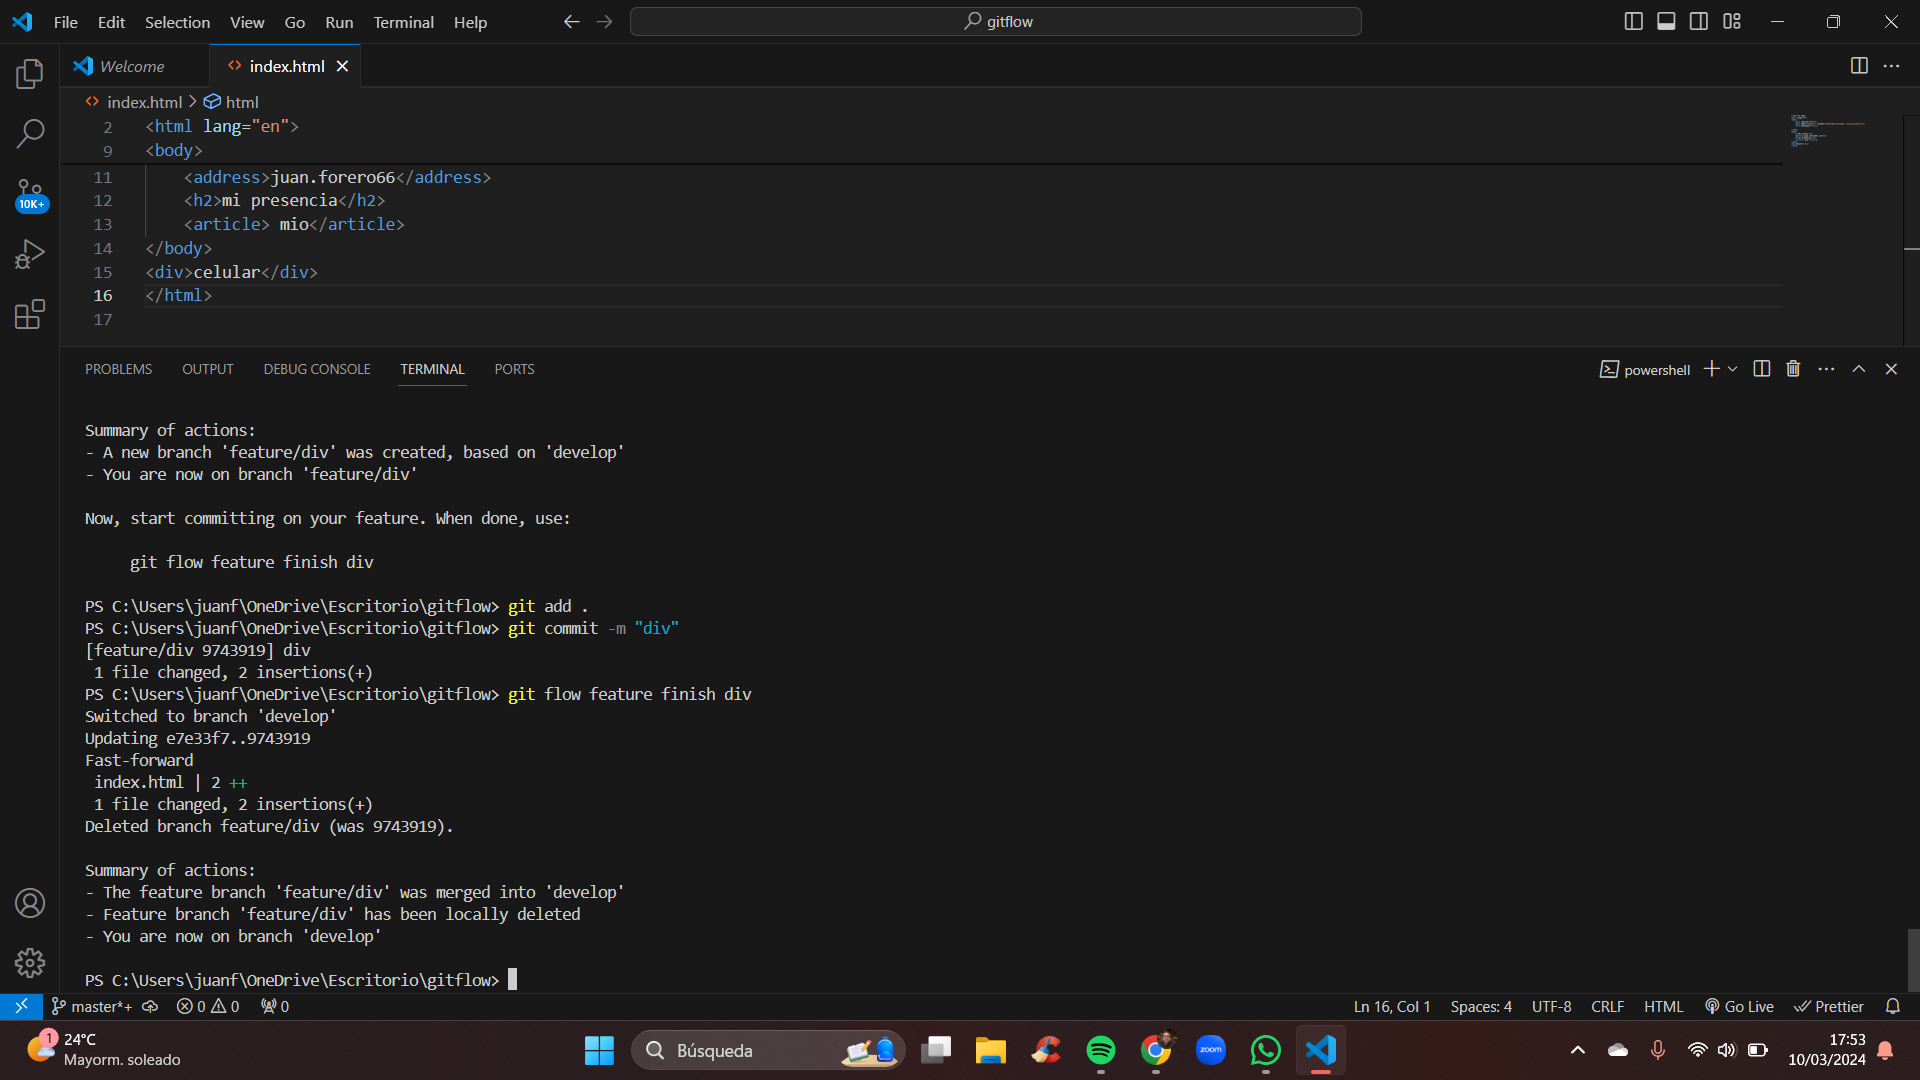 File Edit Selection View Go Run Terminal Help
gitflow
Welcome
index.html
index.html > html
2 <html lang="en">
9 <body>
11 <address>juan.forero66</address>
12 <h2>mi presencia</h2>
13 <article> mio</article>
14 </body>
15 <div>celular</div>
16 </html>
17
10K+
PROBLEMS OUTPUT DEBUG CONSOLE TERMINAL PORTS
powershell
Summary of actions:
- A new branch 'feature/div' was created, based on 'develop'
- You are now on branch 'feature/div'
Now, start committing on your feature. When done, use:
git flow feature finish div
PS C:\Users\juanf\OneDrive\Escritorio\gitflow> git add .
PS C:\Users\juanf\OneDrive\Escritorio\gitflow> git commit -m "div"
[feature/div 9743919] div
1 file changed, 2 insertions(+)
PS C:\Users\juanf\OneDrive\Escritorio\gitflow> git flow feature finish div
Switched to branch 'develop'
Updating e7e33f7..9743919
Fast-forward
index.html | 2 ++
1 file changed, 2 insertions(+)
Deleted branch feature/div (was 9743919).
Summary of actions:
- The feature branch 'feature/div' was merged into 'develop'
- Feature branch 'feature/div' has been locally deleted
- You are now on branch 'develop'
PS C:\Users\juanf\OneDrive\Escritorio\gitflow>
master*+ 0 0 0 Ln 16, Col 1 Spaces: 4 UTF-8 CRLF HTML Go Live Prettier
1
24°C
Mayorm. soleado
Búsqueda
zoom
17:53
10/03/2024